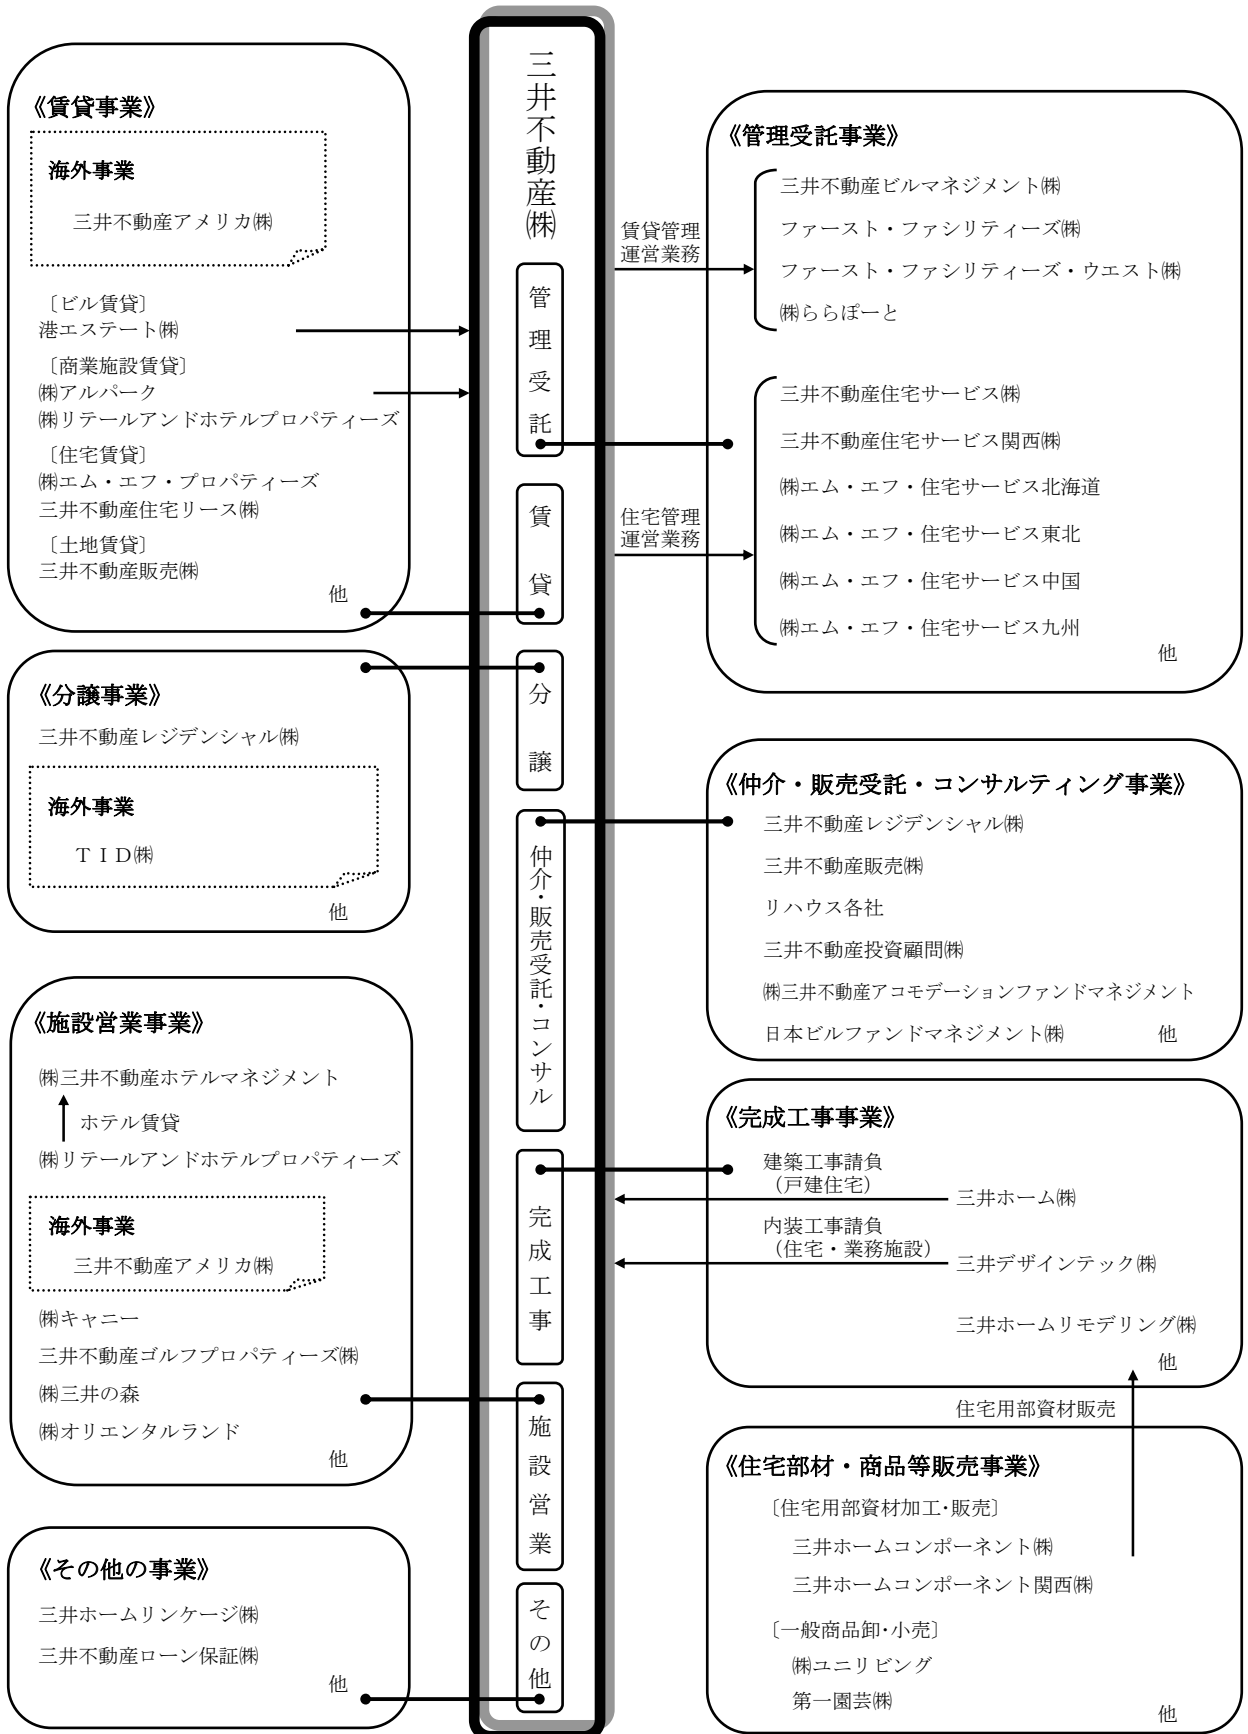 三井不動産㈱
管理受託
賃貸
分譲
仲介・販売受託・コンサル
完成工事
施設営業
その他
《賃貸事業》
海外事業
三井不動産アメリカ㈱
〔ビル賃貸〕
港エステート㈱
〔商業施設賃貸〕
㈱アルパーク
㈱リテールアンドホテルプロパティーズ
〔住宅賃貸〕
㈱エム・エフ・プロパティーズ
三井不動産住宅リース㈱
〔土地賃貸〕
三井不動産販売㈱
他
《分譲事業》
三井不動産レジデンシャル㈱
海外事業
ＴＩＤ㈱
他
《施設営業事業》
㈱三井不動産ホテルマネジメント
ホテル賃貸
㈱リテールアンドホテルプロパティーズ
海外事業
三井不動産アメリカ㈱
㈱キャニー
三井不動産ゴルフプロパティーズ㈱
㈱三井の森
㈱オリエンタルランド
他
《その他の事業》
三井ホームリンケージ㈱
三井不動産ローン保証㈱
他
賃貸管理
運営業務
住宅管理
運営業務
《管理受託事業》
三井不動産ビルマネジメント㈱
ファースト・ファシリティーズ㈱
ファースト・ファシリティーズ・ウエスト㈱
㈱ららぽーと
三井不動産住宅サービス㈱
三井不動産住宅サービス関西㈱
㈱エム・エフ・住宅サービス北海道
㈱エム・エフ・住宅サービス東北
㈱エム・エフ・住宅サービス中国
㈱エム・エフ・住宅サービス九州
他
《仲介・販売受託・コンサルティング事業》
三井不動産レジデンシャル㈱
三井不動産販売㈱
リハウス各社
三井不動産投資顧問㈱
㈱三井不動産アコモデーションファンドマネジメント
日本ビルファンドマネジメント㈱ 他
《完成工事事業》
建築工事請負
（戸建住宅）
三井ホーム㈱
内装工事請負
（住宅・業務施設）
三井デザインテック㈱
三井ホームリモデリング㈱
他
住宅用部資材販売
《住宅部材・商品等販売事業》
〔住宅用部資材加工・販売〕
三井ホームコンポーネント㈱
三井ホームコンポーネント関西㈱
〔一般商品卸・小売〕
㈱ユニリビング
第一園芸㈱
他